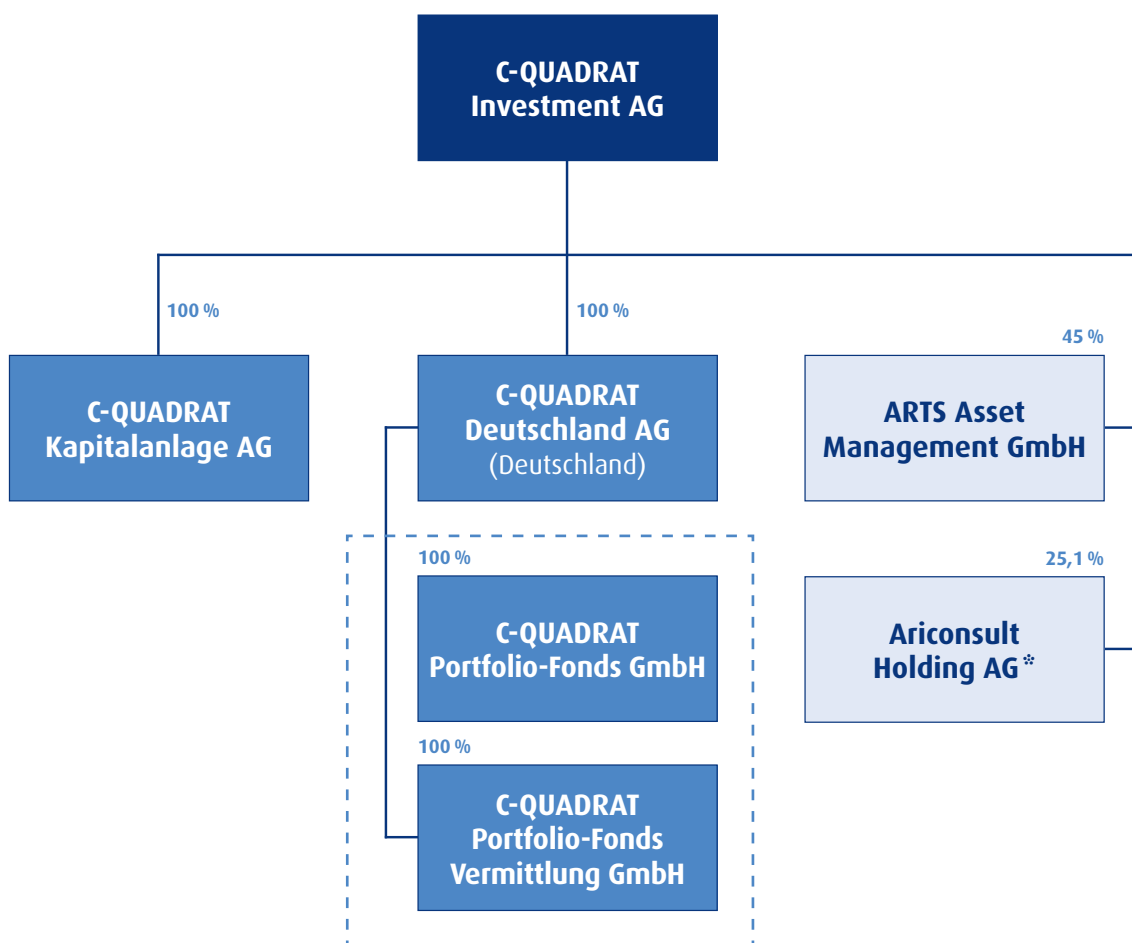 C-QUADRAT
Investment AG
100 %
100 %
C-QUADRAT
Kapitalanlage AG
C-QUADRAT
Deutschland AG
(Deutschland)
45 %
ARTS Asset
Management GmbH
100 %
C-QUADRAT
Portfolio-Fonds GmbH
25,1 %
Ariconsult
Holding AG*
100 %
C-QUADRAT
Portfolio-Fonds
Vermittlung GmbH